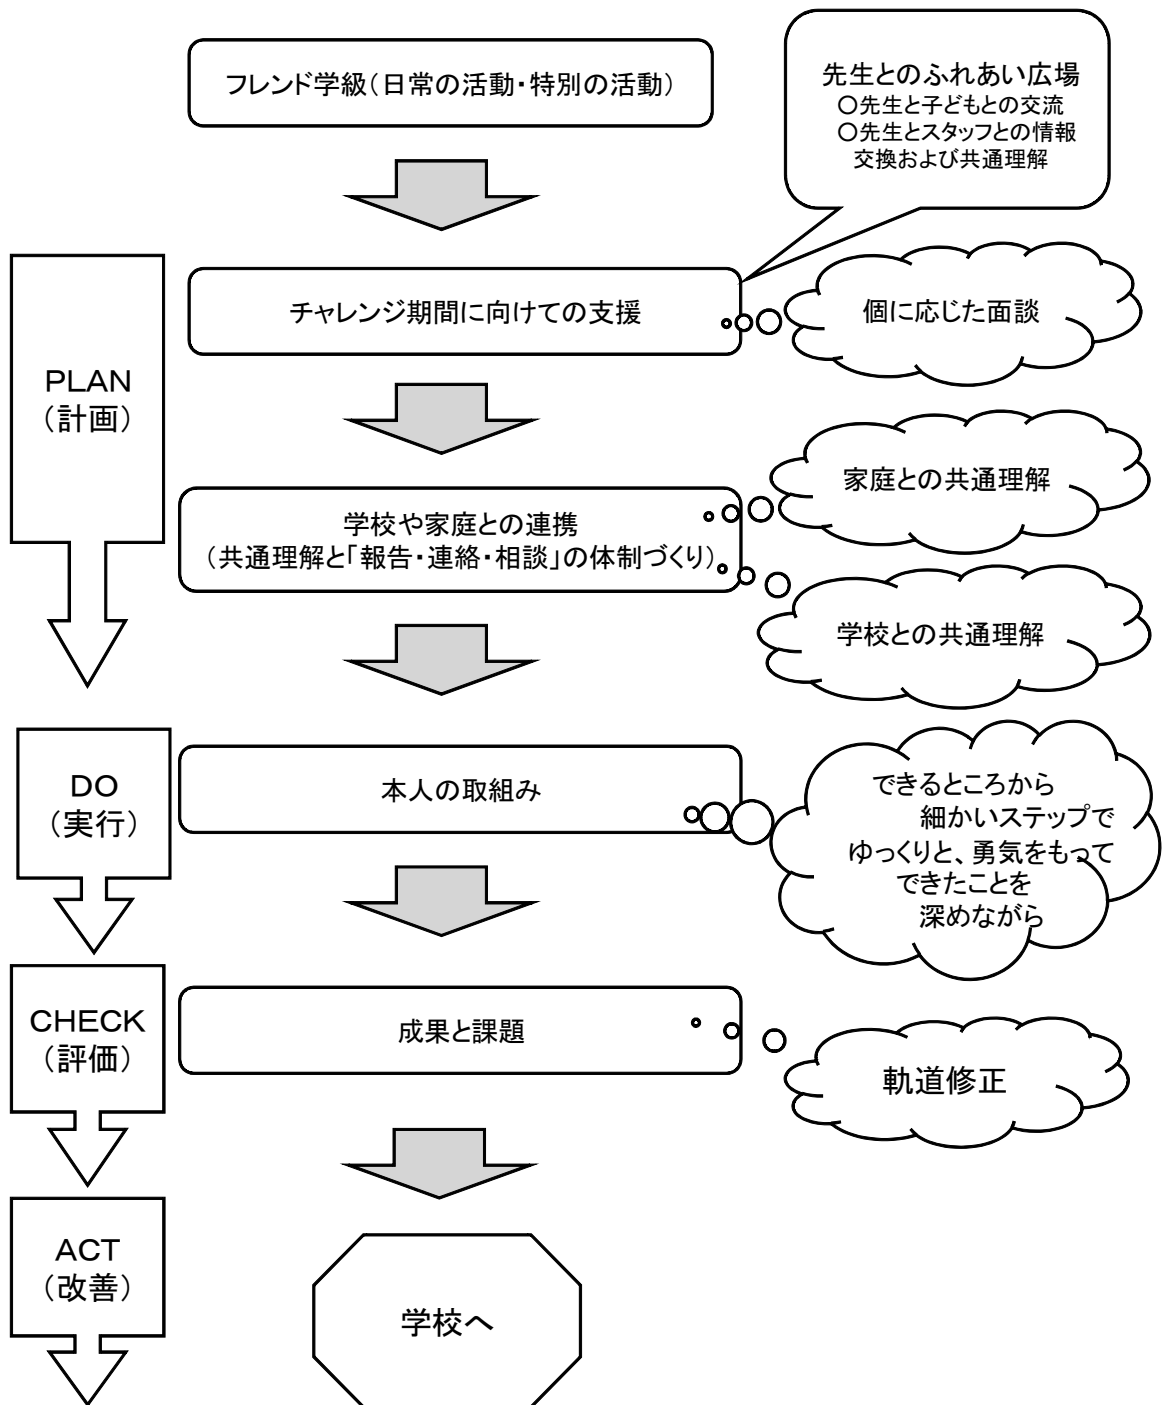 フレンド学級(日常の活動・特別の活動)
先生とのふれあい広場
○先生と子どもとの交流
○先生とスタッフとの情報
交換および共通理解
PLAN
(計画)
チャレンジ期間に向けての支援
個に応じた面談
学校や家庭との連携
(共通理解と「報告・連絡・相談」の体制づくり)
家庭との共通理解
学校との共通理解
DO
(実行)
本人の取組み
できるところから
細かいステップで
ゆっくりと、勇気をもって
できたことを
深めながら
CHECK
(評価)
成果と課題
軌道修正
ACT
(改善)
学校へ